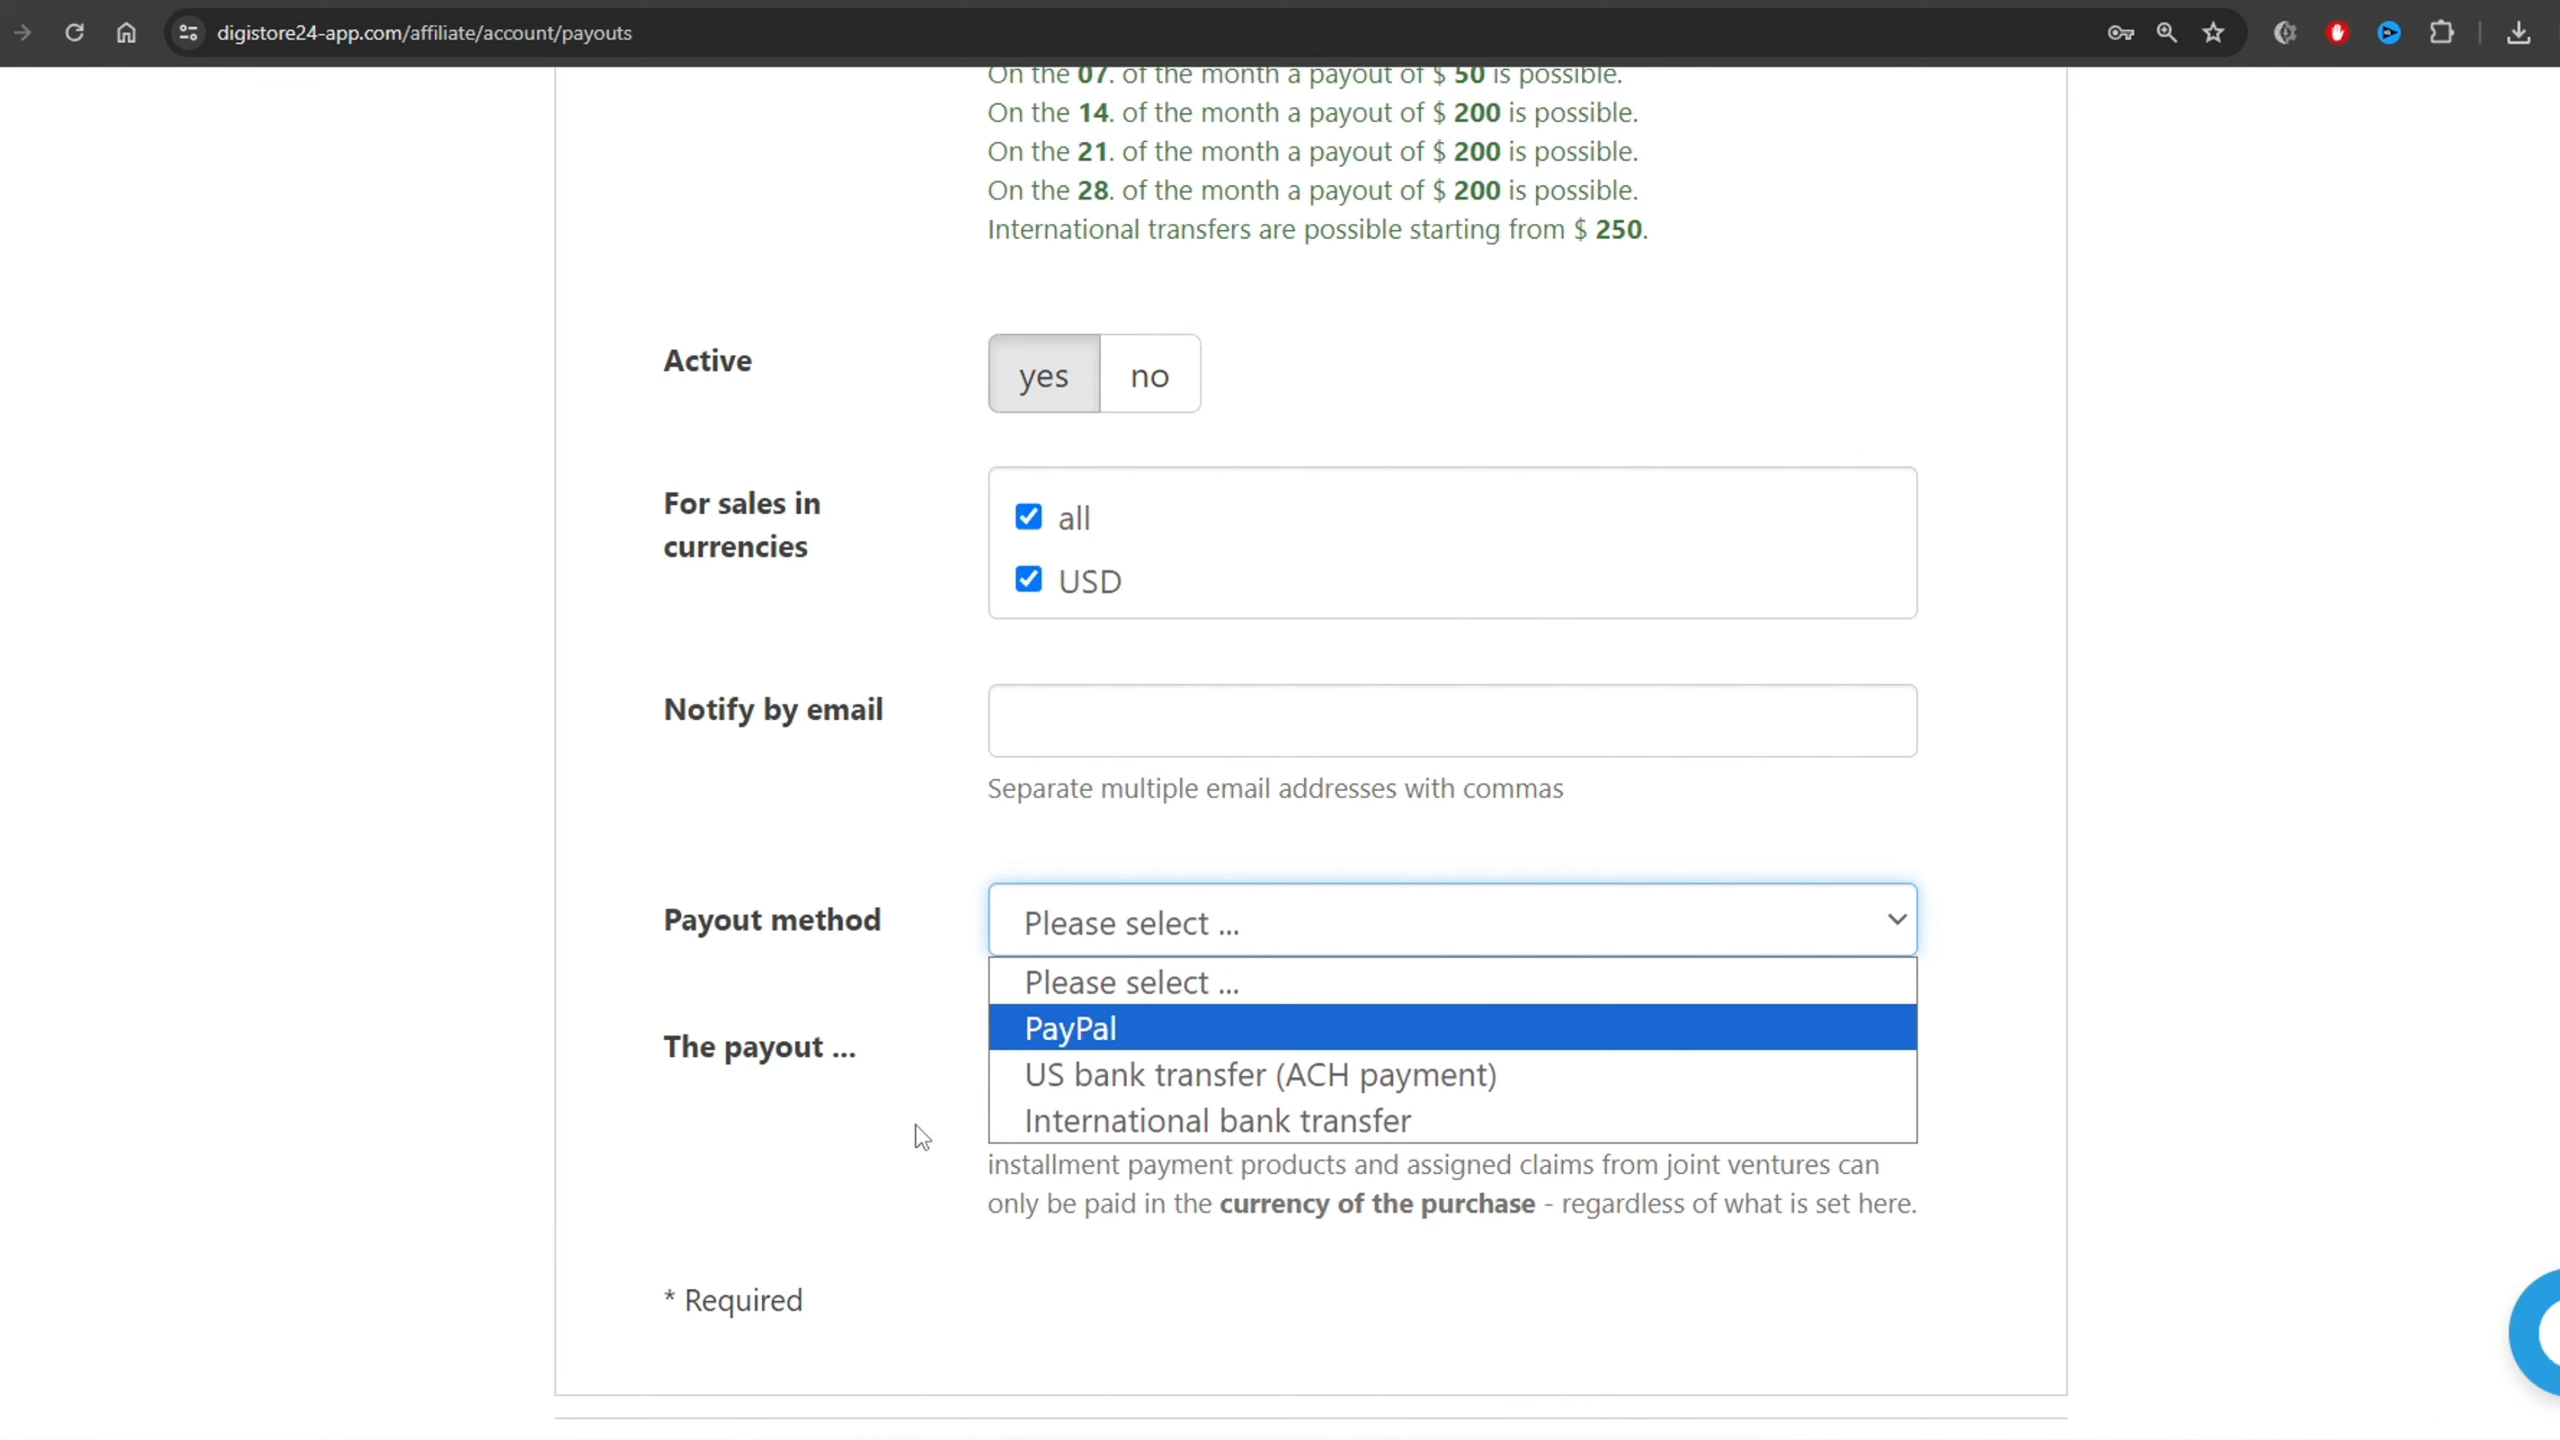 digistore24-app.com/affiliate/account/payouts
On the 07. of the month a payout of $ 50 is possible.
On the 14. of the month a payout of $ 200 is possible.
On the 21. of the month a payout of $ 200 is possible.
On the 28. of the month a payout of $ 200 is possible.
International transfers are possible starting from $ 250.
Active
yes no
For sales in
currencies
all
USD
Notify by email
Separate multiple email addresses with commas
Payout method
Please select ...
Please select ...
PayPal
US bank transfer (ACH payment)
International bank transfer
The payout ...
installment payment products and assigned claims from joint ventures can
only be paid in the currency of the purchase - regardless of what is set here.
* Required